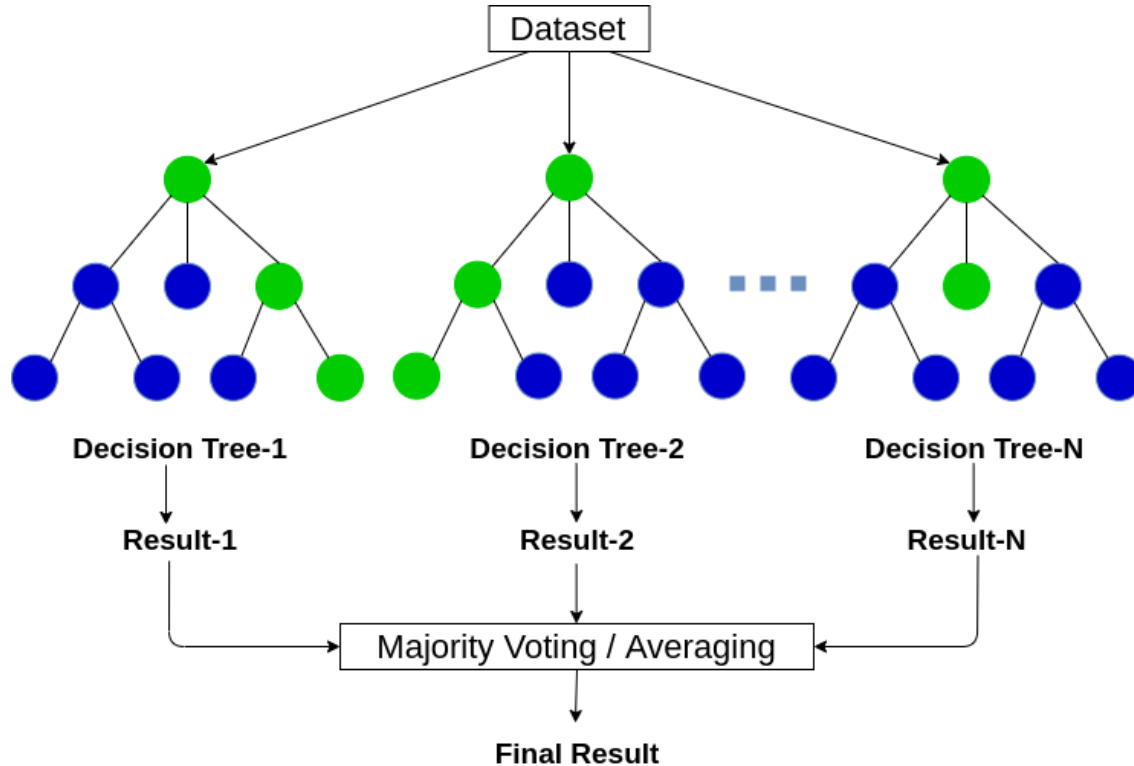 Dataset
Decision Tree-1
Decision Tree-2
Decision Tree-N
Result-1
Result-2
Result-N
Majority Voting / Averaging
Final Result